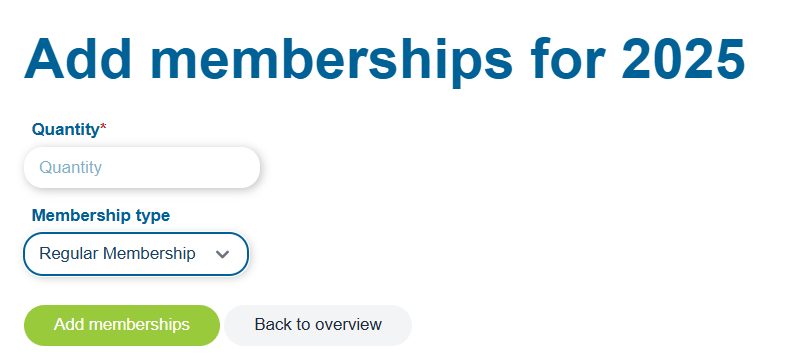 Add memberships for 2025
Quantity*
Quantity
Membership type
Regular Membership
Add memberships Back to overview